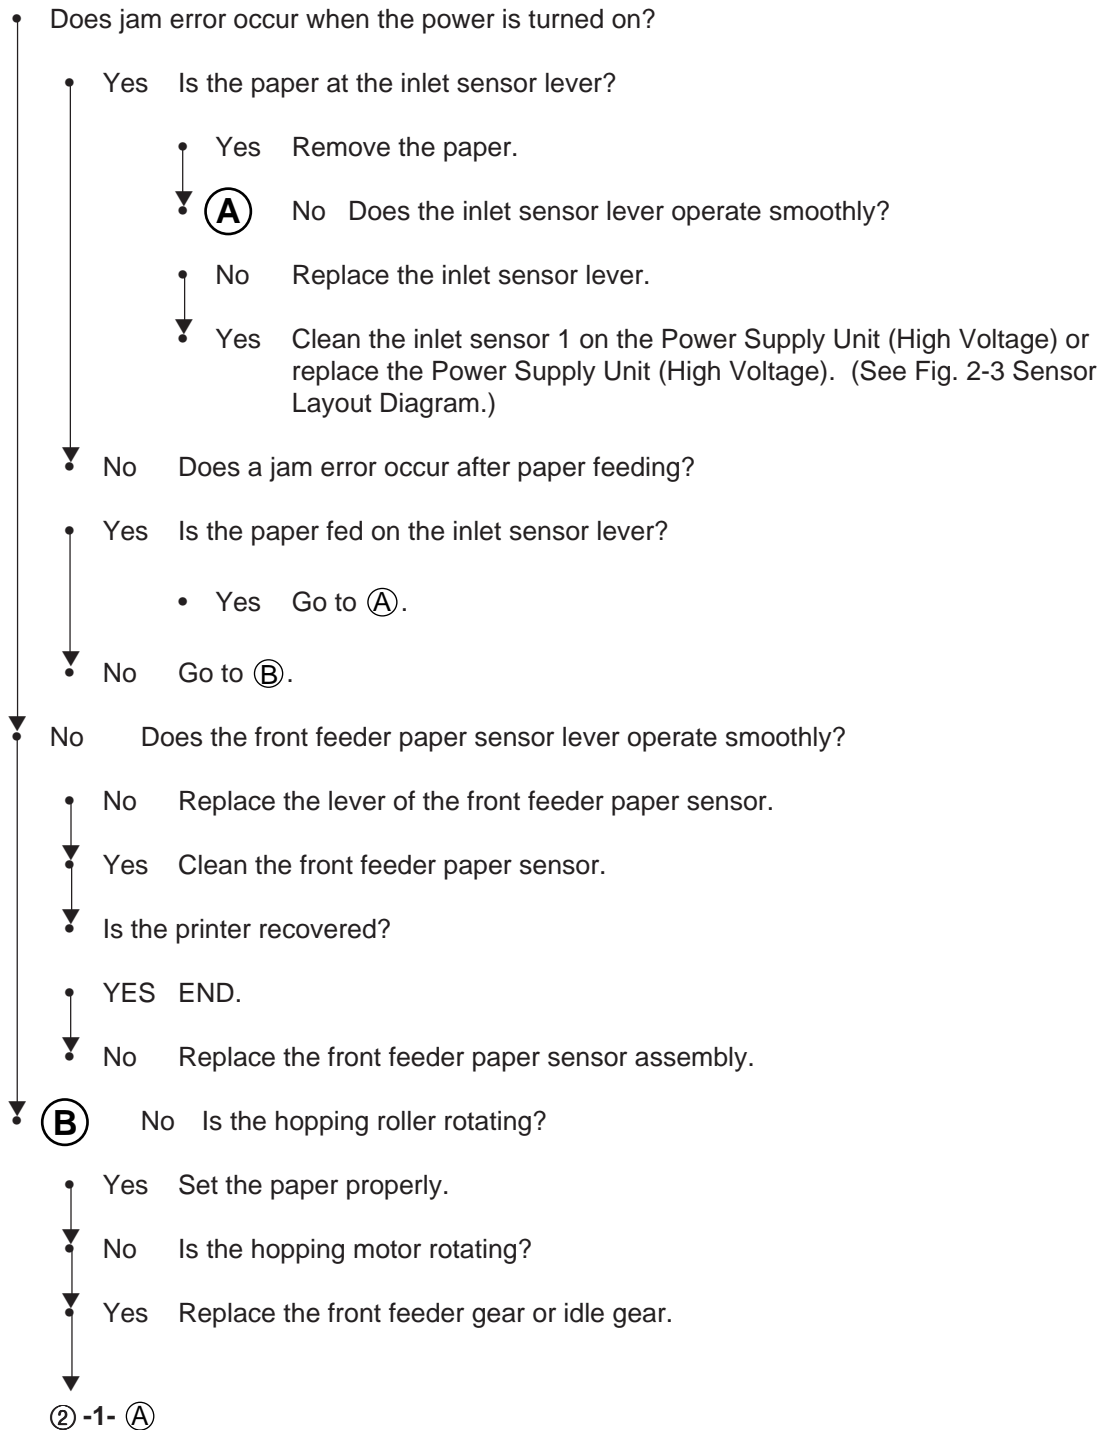 • Does jam error occur when the power is turned on?
• Yes Is the paper at the inlet sensor lever?
• Yes Remove the paper.
• Ⓐ No Does the inlet sensor lever operate smoothly?
• No Replace the inlet sensor lever.
• Yes Clean the inlet sensor 1 on the Power Supply Unit (High Voltage) or
replace the Power Supply Unit (High Voltage). (See Fig. 2-3 Sensor
Layout Diagram.)
• No Does a jam error occur after paper feeding?
• Yes Is the paper fed on the inlet sensor lever?
• Yes Go to Ⓐ.
• No Go to Ⓑ.
• No Does the front feeder paper sensor lever operate smoothly?
• No Replace the lever of the front feeder paper sensor.
• Yes Clean the front feeder paper sensor.
• Is the printer recovered?
• YES END.
• No Replace the front feeder paper sensor assembly.
• Ⓑ No Is the hopping roller rotating?
• Yes Set the paper properly.
• No Is the hopping motor rotating?
• Yes Replace the front feeder gear or idle gear.
② -1- Ⓐ